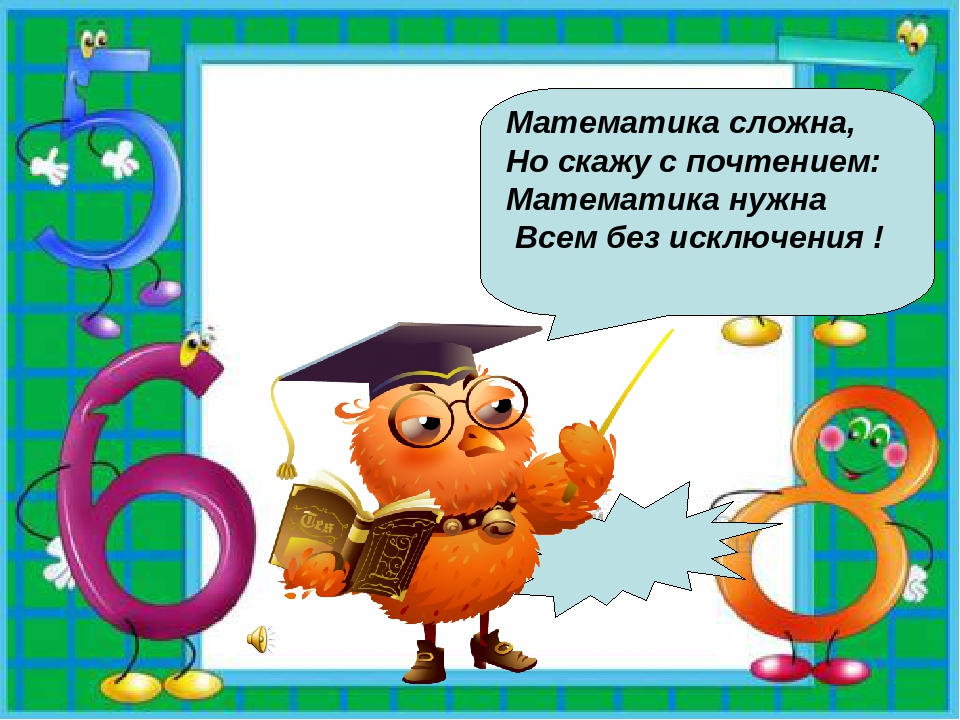 Математика сложна,
Но скажу с почтением:
Математика нужна
Всем без исключения !